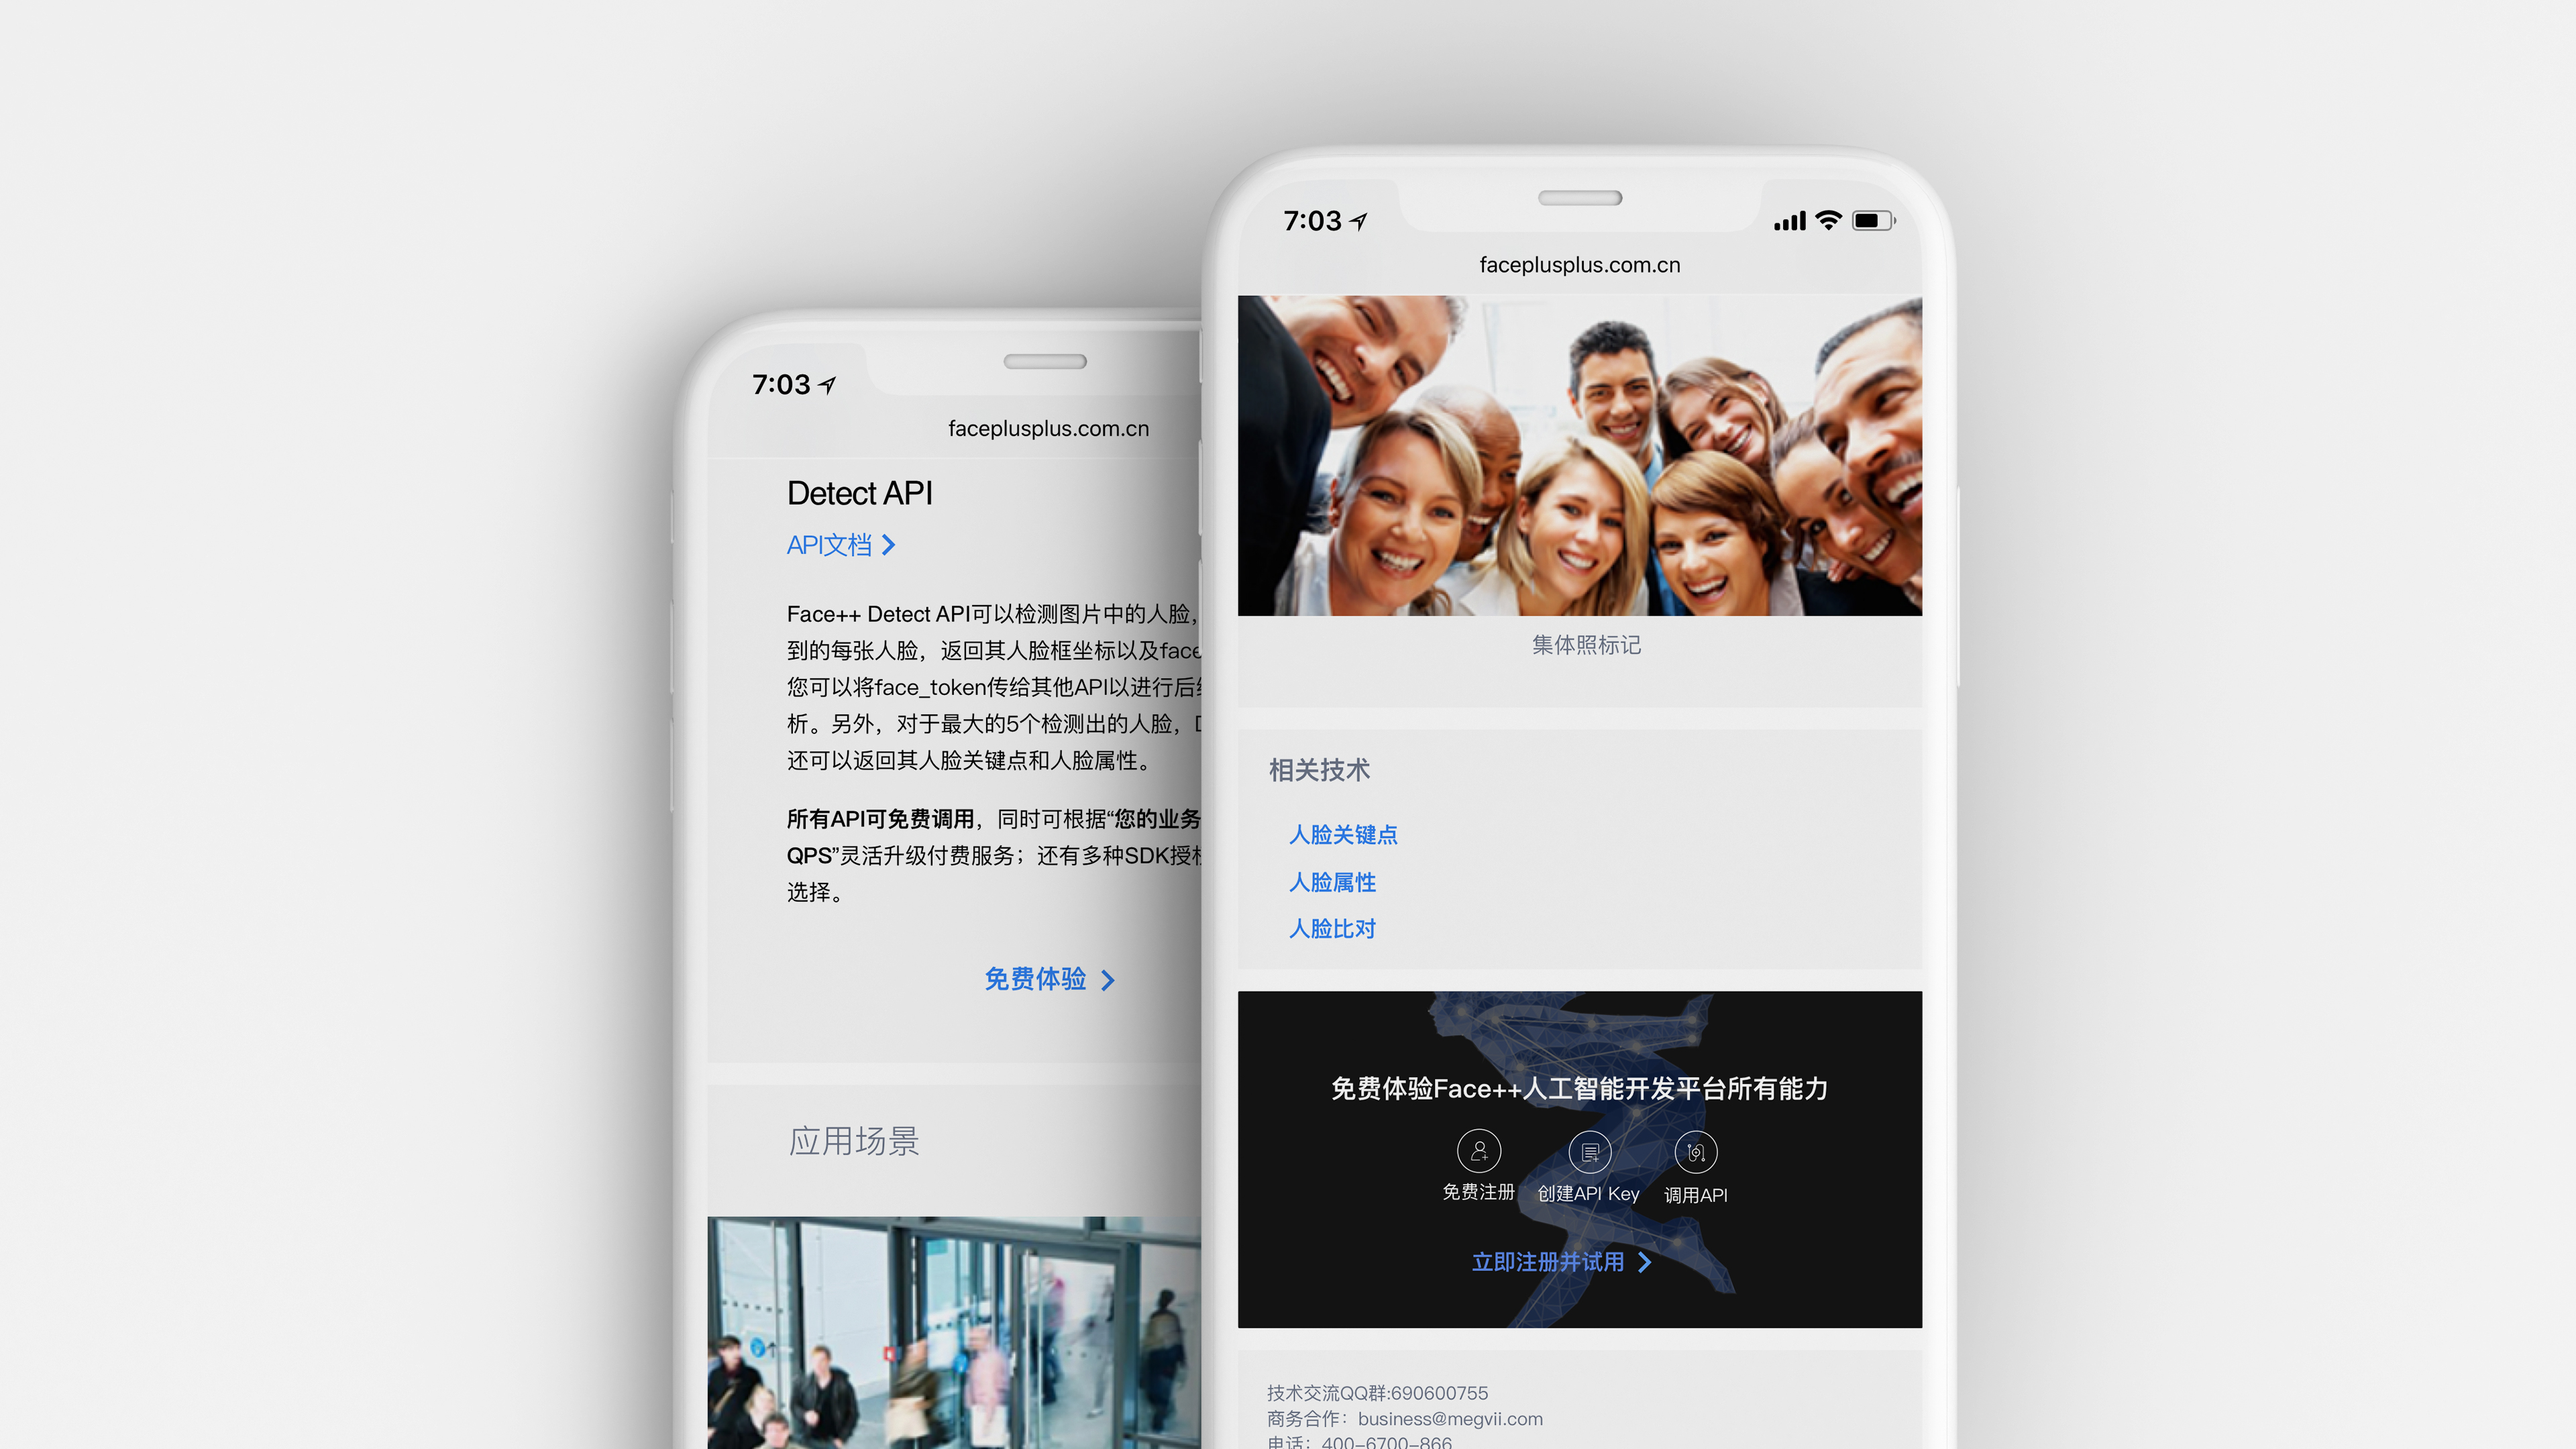 7:03
faceplusplus.com.cn
Detect API
API文档
Face++ Detect API可以检测图片中的人脸，
到的每张人脸，返回其人脸框坐标以及face
您可以将face_token传给其他API以进行后
析。另外，对于最大的5个检测出的人脸，
还可以返回其人脸关键点和人脸属性。
所有API可免费调用，同时可根据“您的业务
QPS”灵活升级付费服务；还有多种SDK授
选择。
免费体验
应用场景
7:03
faceplusplus.com.cn
集体照标记
相关技术
人脸关键点
人脸属性
人脸比对
免费体验Face++人工智能开发平台所有能力
免费注册 创建API Key 调用API
立即注册并试用
技术交流QQ群:690600755
商务合作：business@megvii.com
电话：400-6700-866